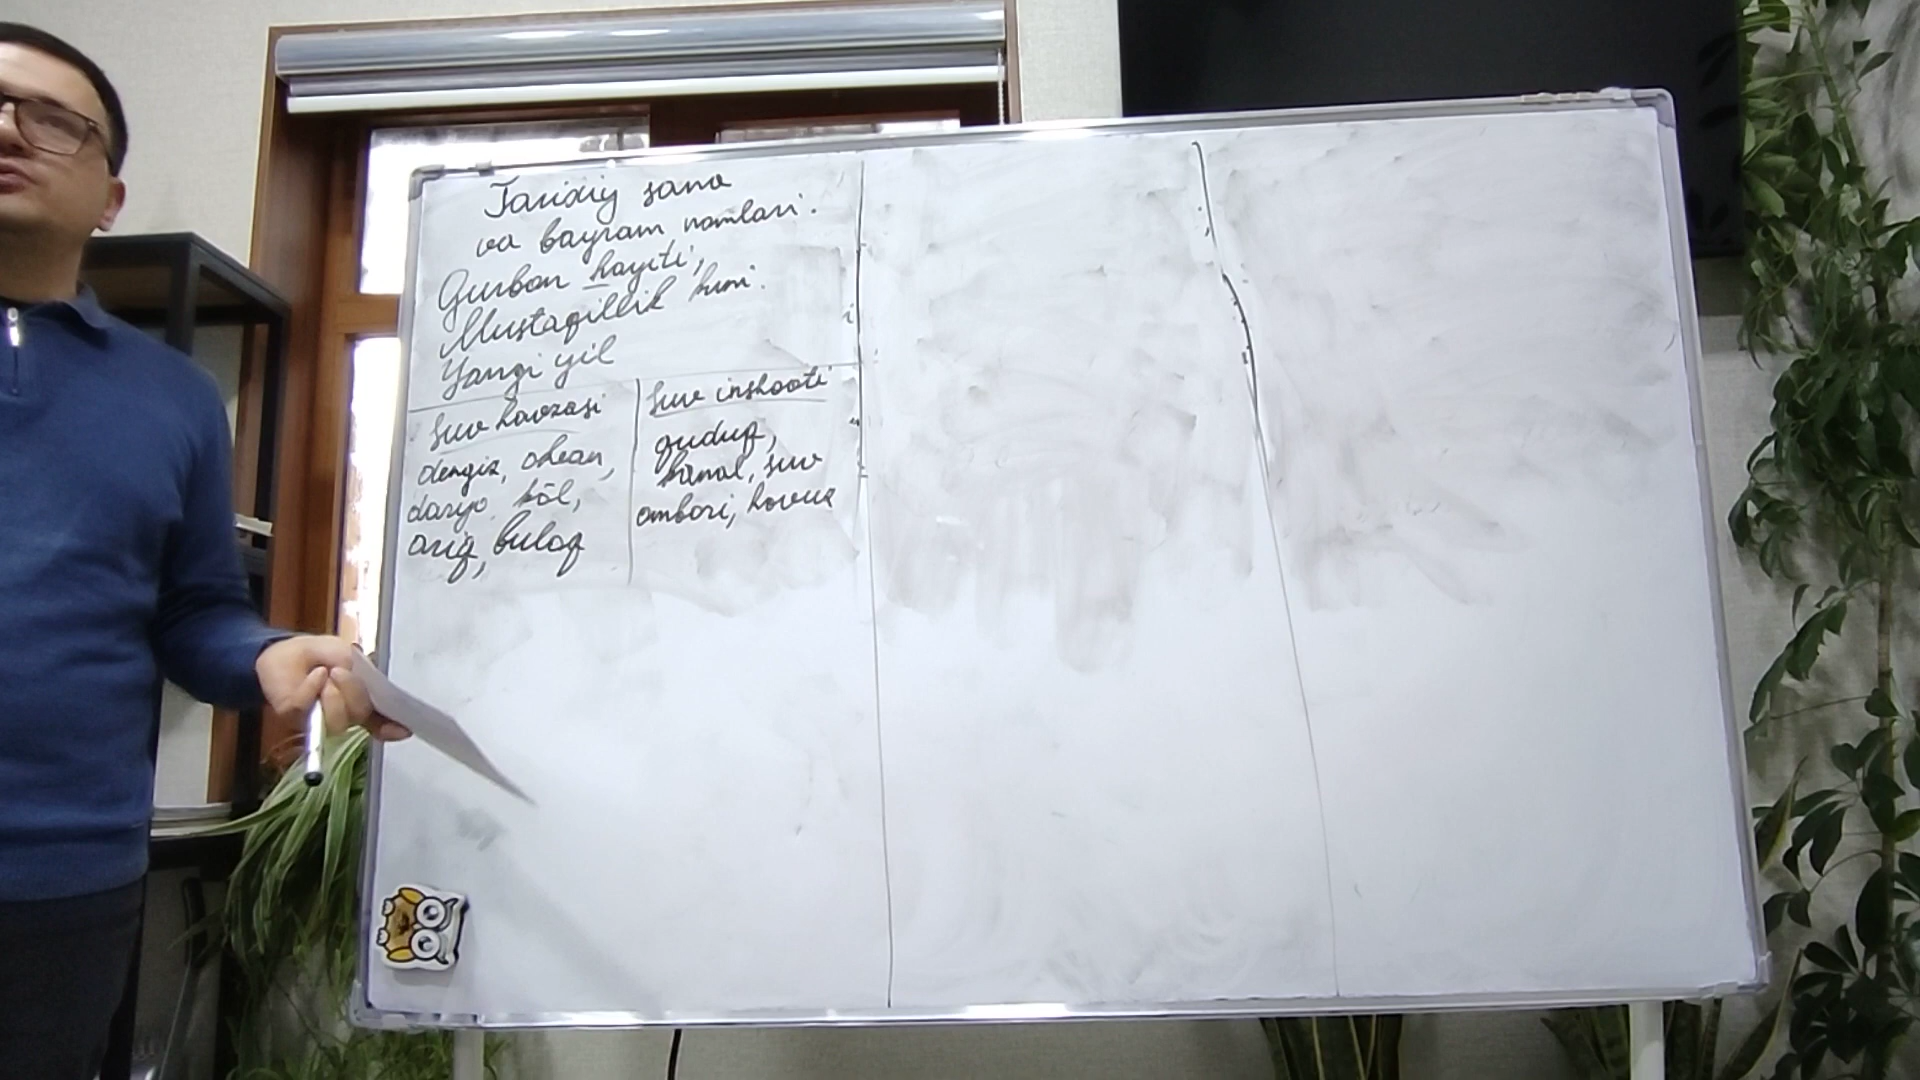 Tarixiy sana
va bayram nomlari.
Qurbon hayiti,
Mustaqillik kuni.
Yangi yil
Suv havzasi
dengiz, okean,
daryo, kōl,
ariq, buloq
Suv inshooti
quduq,
kanal, suv
ombori, hovuz